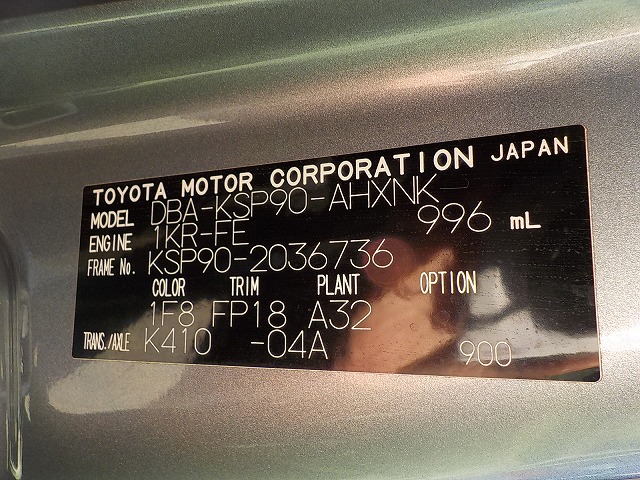 TOYOTA MOTOR CORPORATION JAPAN
MODEL DBA-KSP90-AHXNK
ENGINE 1KR-FE 996 mL
FRAME No. KSP90-2036736
COLOR TRIM PLANT OPTION
1F8 FP18 A32
TRANS./AXLE K410 -04A 900